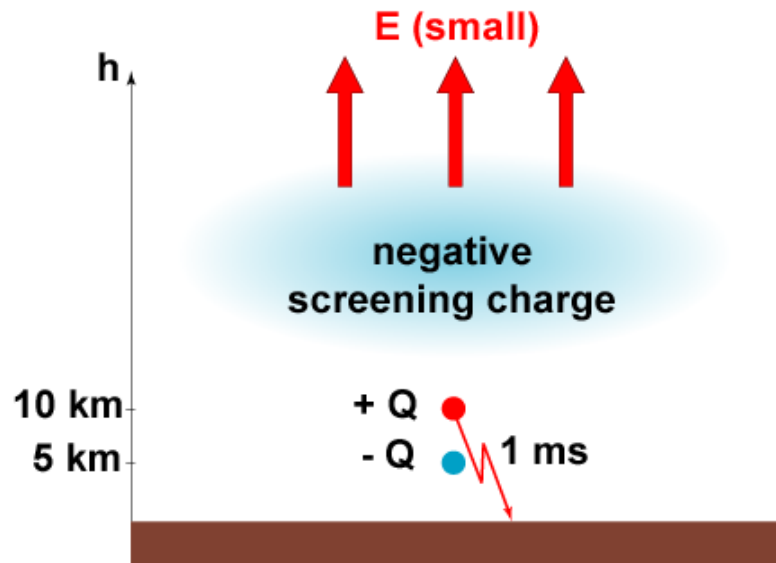 E (small)
h
negative
screening charge
10 km
+ Q
5 km
- Q
1 ms